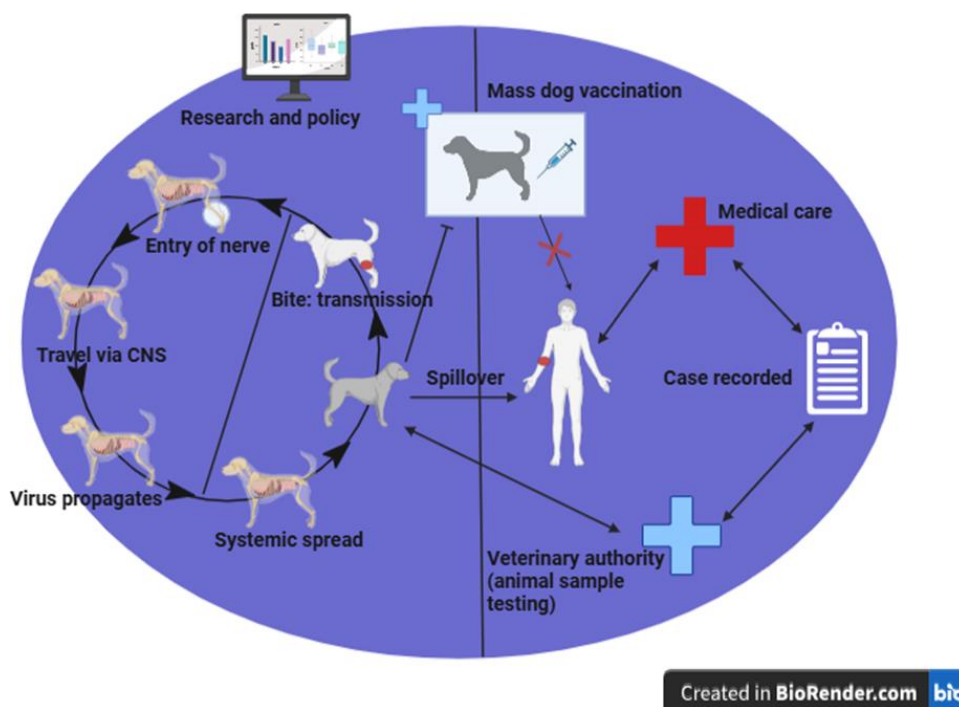 Research and policy
Mass dog vaccination
Entry of nerve
Medical care
Bite: transmission
Travel via CNS
Spillover
Case recorded
Virus propagates
Systemic spread
Veterinary authority
(animal sample
testing)
Created in BioRender.com